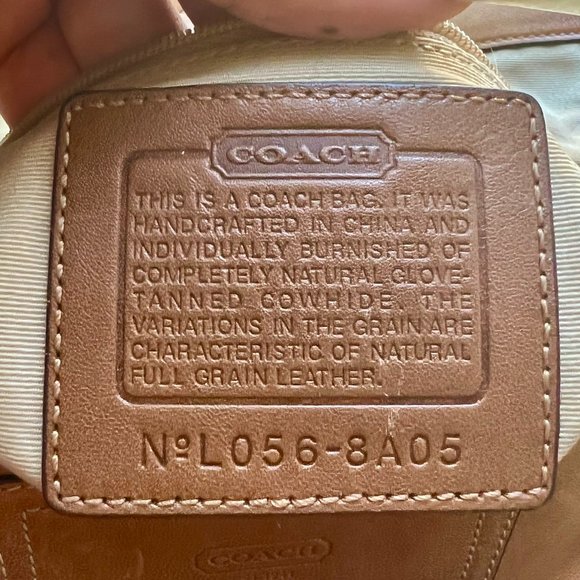 COACH
THIS IS A COACH BAG. IT WAS
HANDCRAFTED IN CHINA AND
INDIVIDUALLY BURNISHED OF
COMPLETELY NATURAL GLOVE-
TANNED COWHIDE. THE
VARIATIONS IN THE GRAIN ARE
CHARACTERISTIC OF NATURAL
FULL GRAIN LEATHER.
NºL056-8A05
COACH